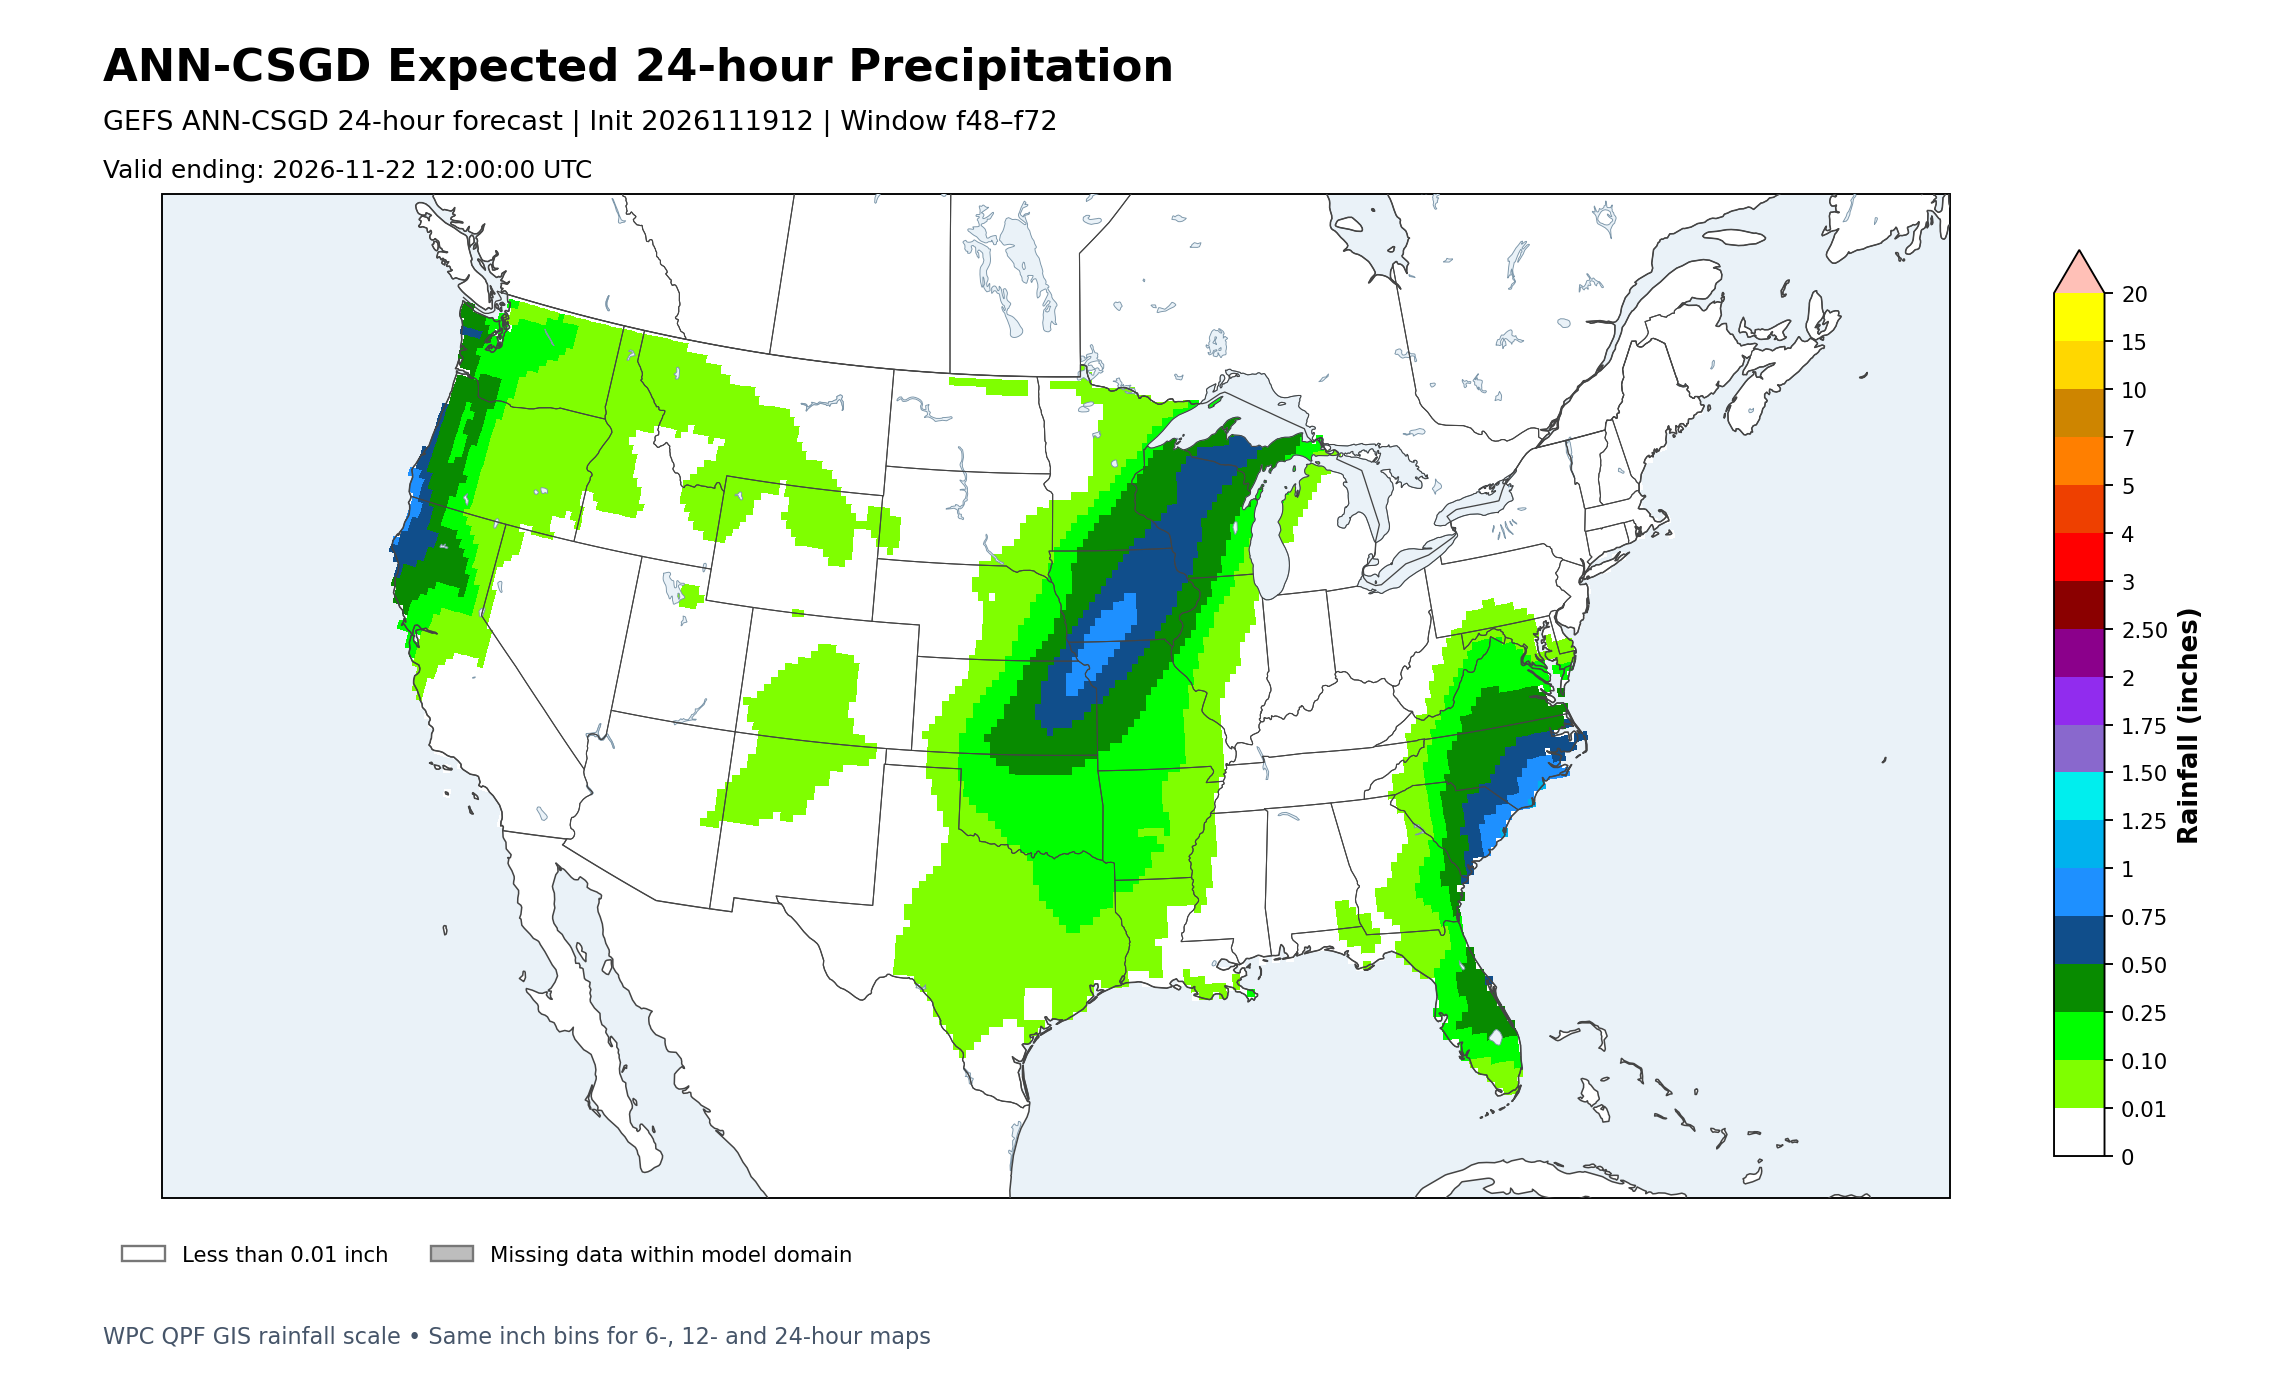 ANN-CSGD Expected 24-hour Precipitation
GEFS ANN-CSGD 24-hour forecast | Init 2026111912 | Window f48–f72
Valid ending: 2026-11-22 12:00:00 UTC
20
15
10
7
5
4
3
2.50
2
1.75
1.50
1.25
1
0.75
0.50
0.25
0.10
0.01
0
Rainfall (inches)
Less than 0.01 inch
Missing data within model domain
WPC QPF GIS rainfall scale • Same inch bins for 6-, 12- and 24-hour maps